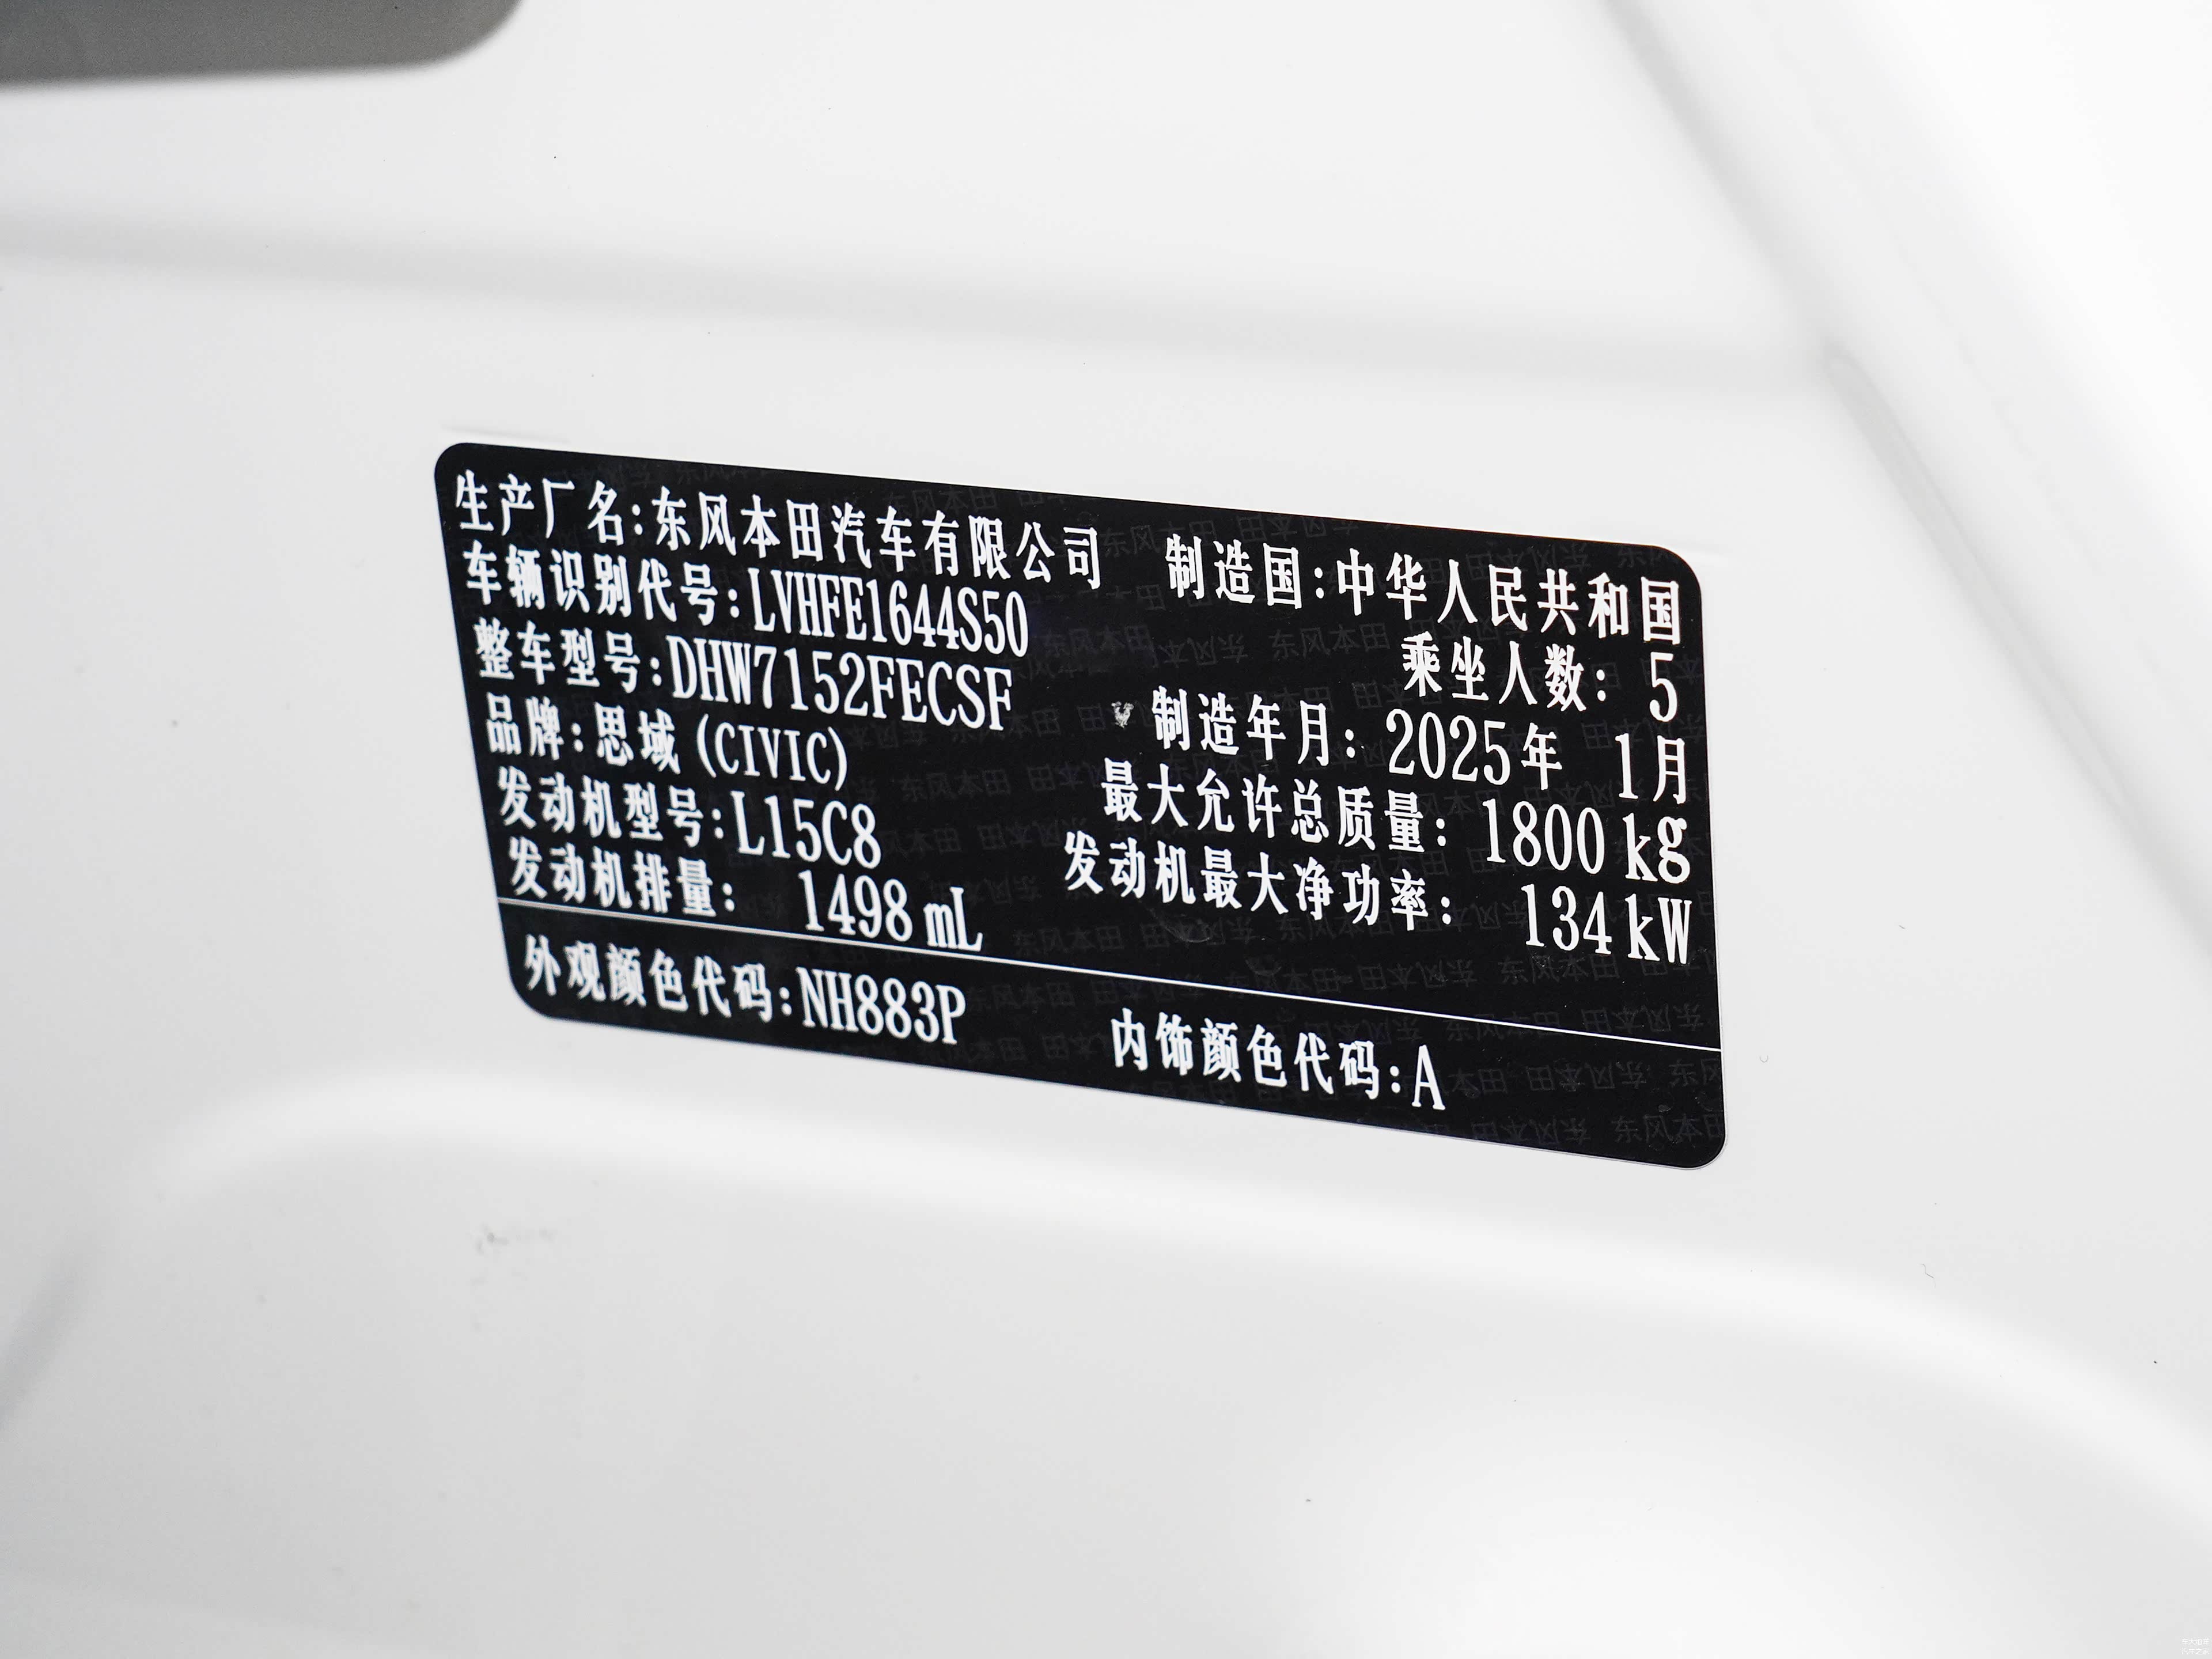 生产厂名:东风本田汽车有限公司 制造国:中华人民共和国
车辆识别代号:LVHFE1644S50
乘坐人数: 5
整车型号:DHW7152FECSF
制造年月: 2025年 1月
品牌:思域 (CIVIC)
最大允许总质量: 1800 kg
发动机型号:L15C8
发动机最大净功率: 134 kW
发动机排量: 1498 mL
外观颜色代码:NH883P 内饰颜色代码:A